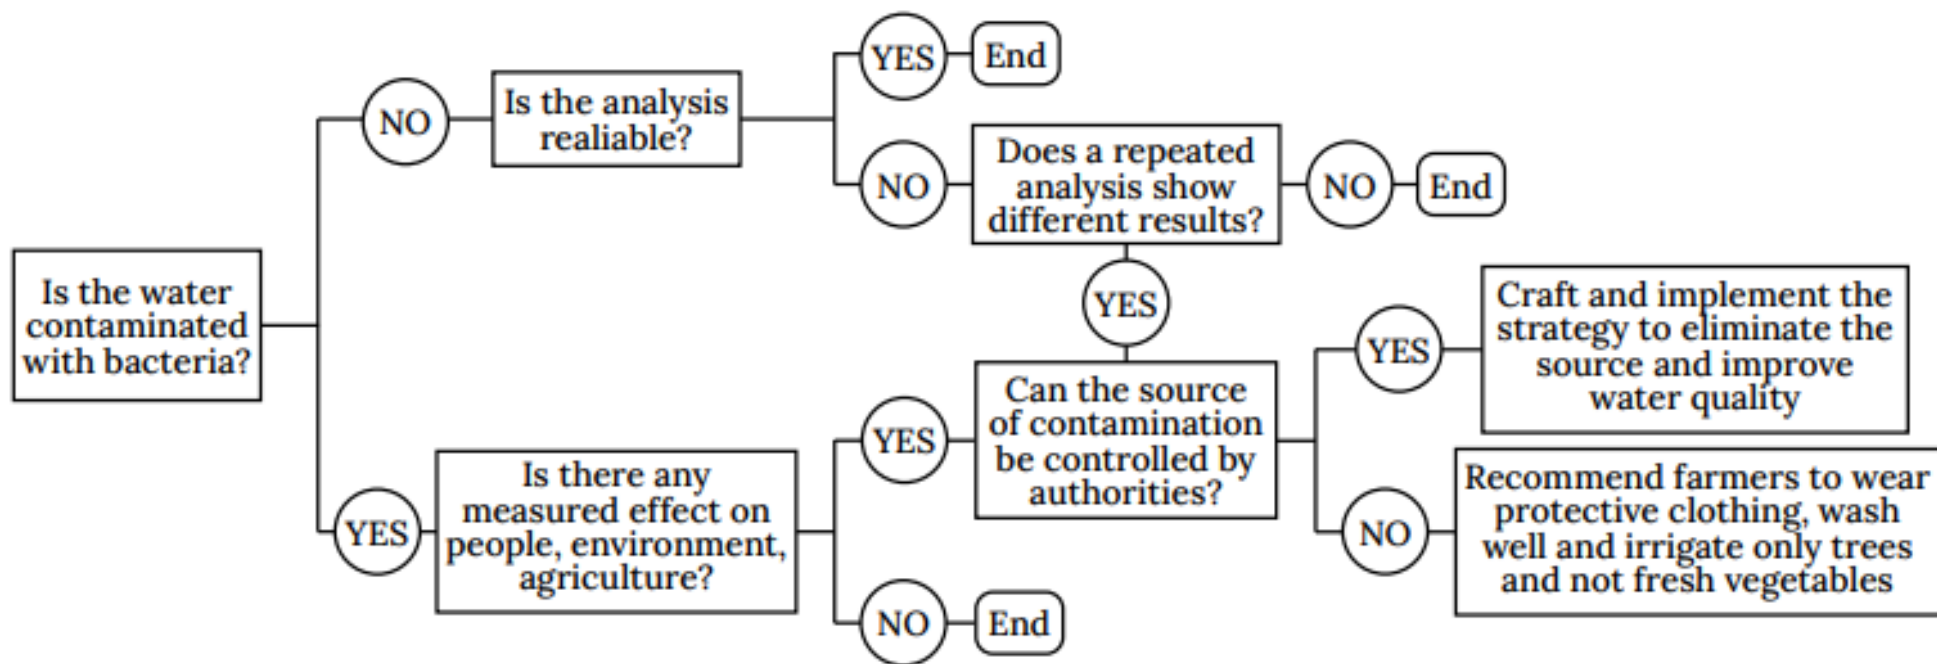 Is the water
contaminated
with bacteria?
NO
Is the analysis
realiable?
YES
End
NO
Does a repeated
analysis show
different results?
NO
End
YES
YES
Is there any
measured effect on
people, environment,
agriculture?
YES
Can the source
of contamination
be controlled by
authorities?
YES
Craft and implement the
strategy to eliminate the
source and improve
water quality
NO
Recommend farmers to wear
protective clothing, wash
well and irrigate only trees
and not fresh vegetables
NO
End